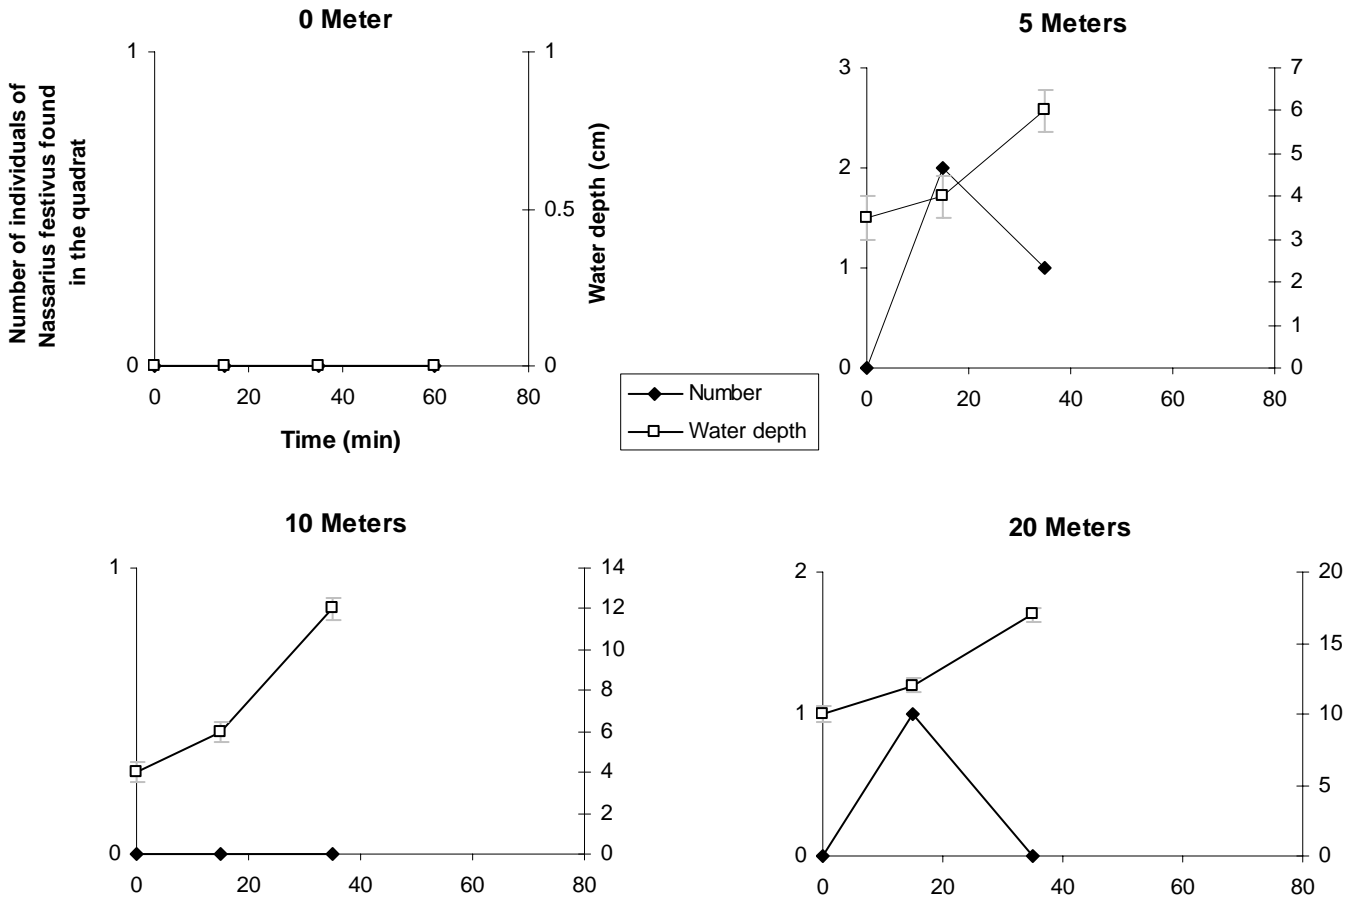 0 Meter
1
0
Number of individuals of
Nassarius festivus found
in the quadrat
1
0.5
0
Water depth (cm)
0 20 40 60 80
Time (min)
5 Meters
3
2
1
0
7
6
5
4
3
2
1
0
0 20 40 60 80
Number
Water depth
10 Meters
1
0
14
12
10
8
6
4
2
0
0 20 40 60 80
20 Meters
2
1
0
20
15
10
5
0
0 20 40 60 80